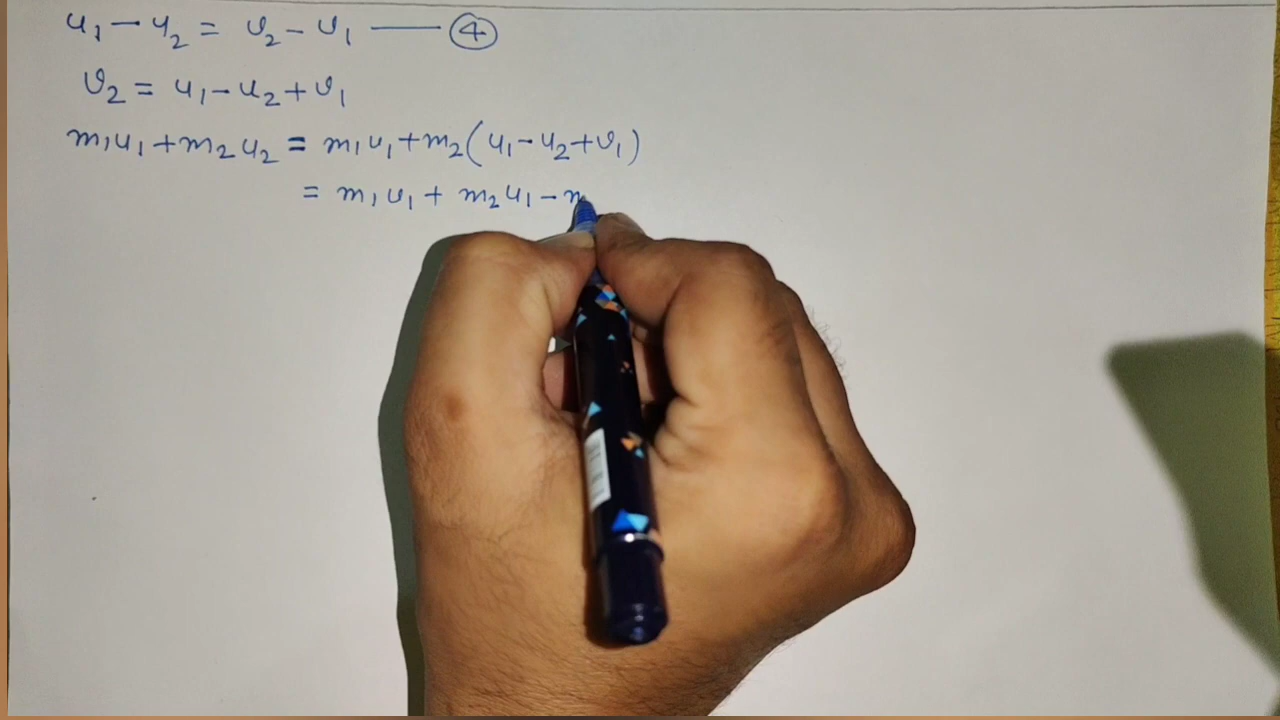 u₁ - u₂ = v₂ - v₁ —— ④
v₂ = u₁ - u₂ + v₁
m₁u₁ + m₂u₂ = m₁v₁ + m₂(u₁ - u₂ + v₁)
= m₁v₁ + m₂u₁ - m